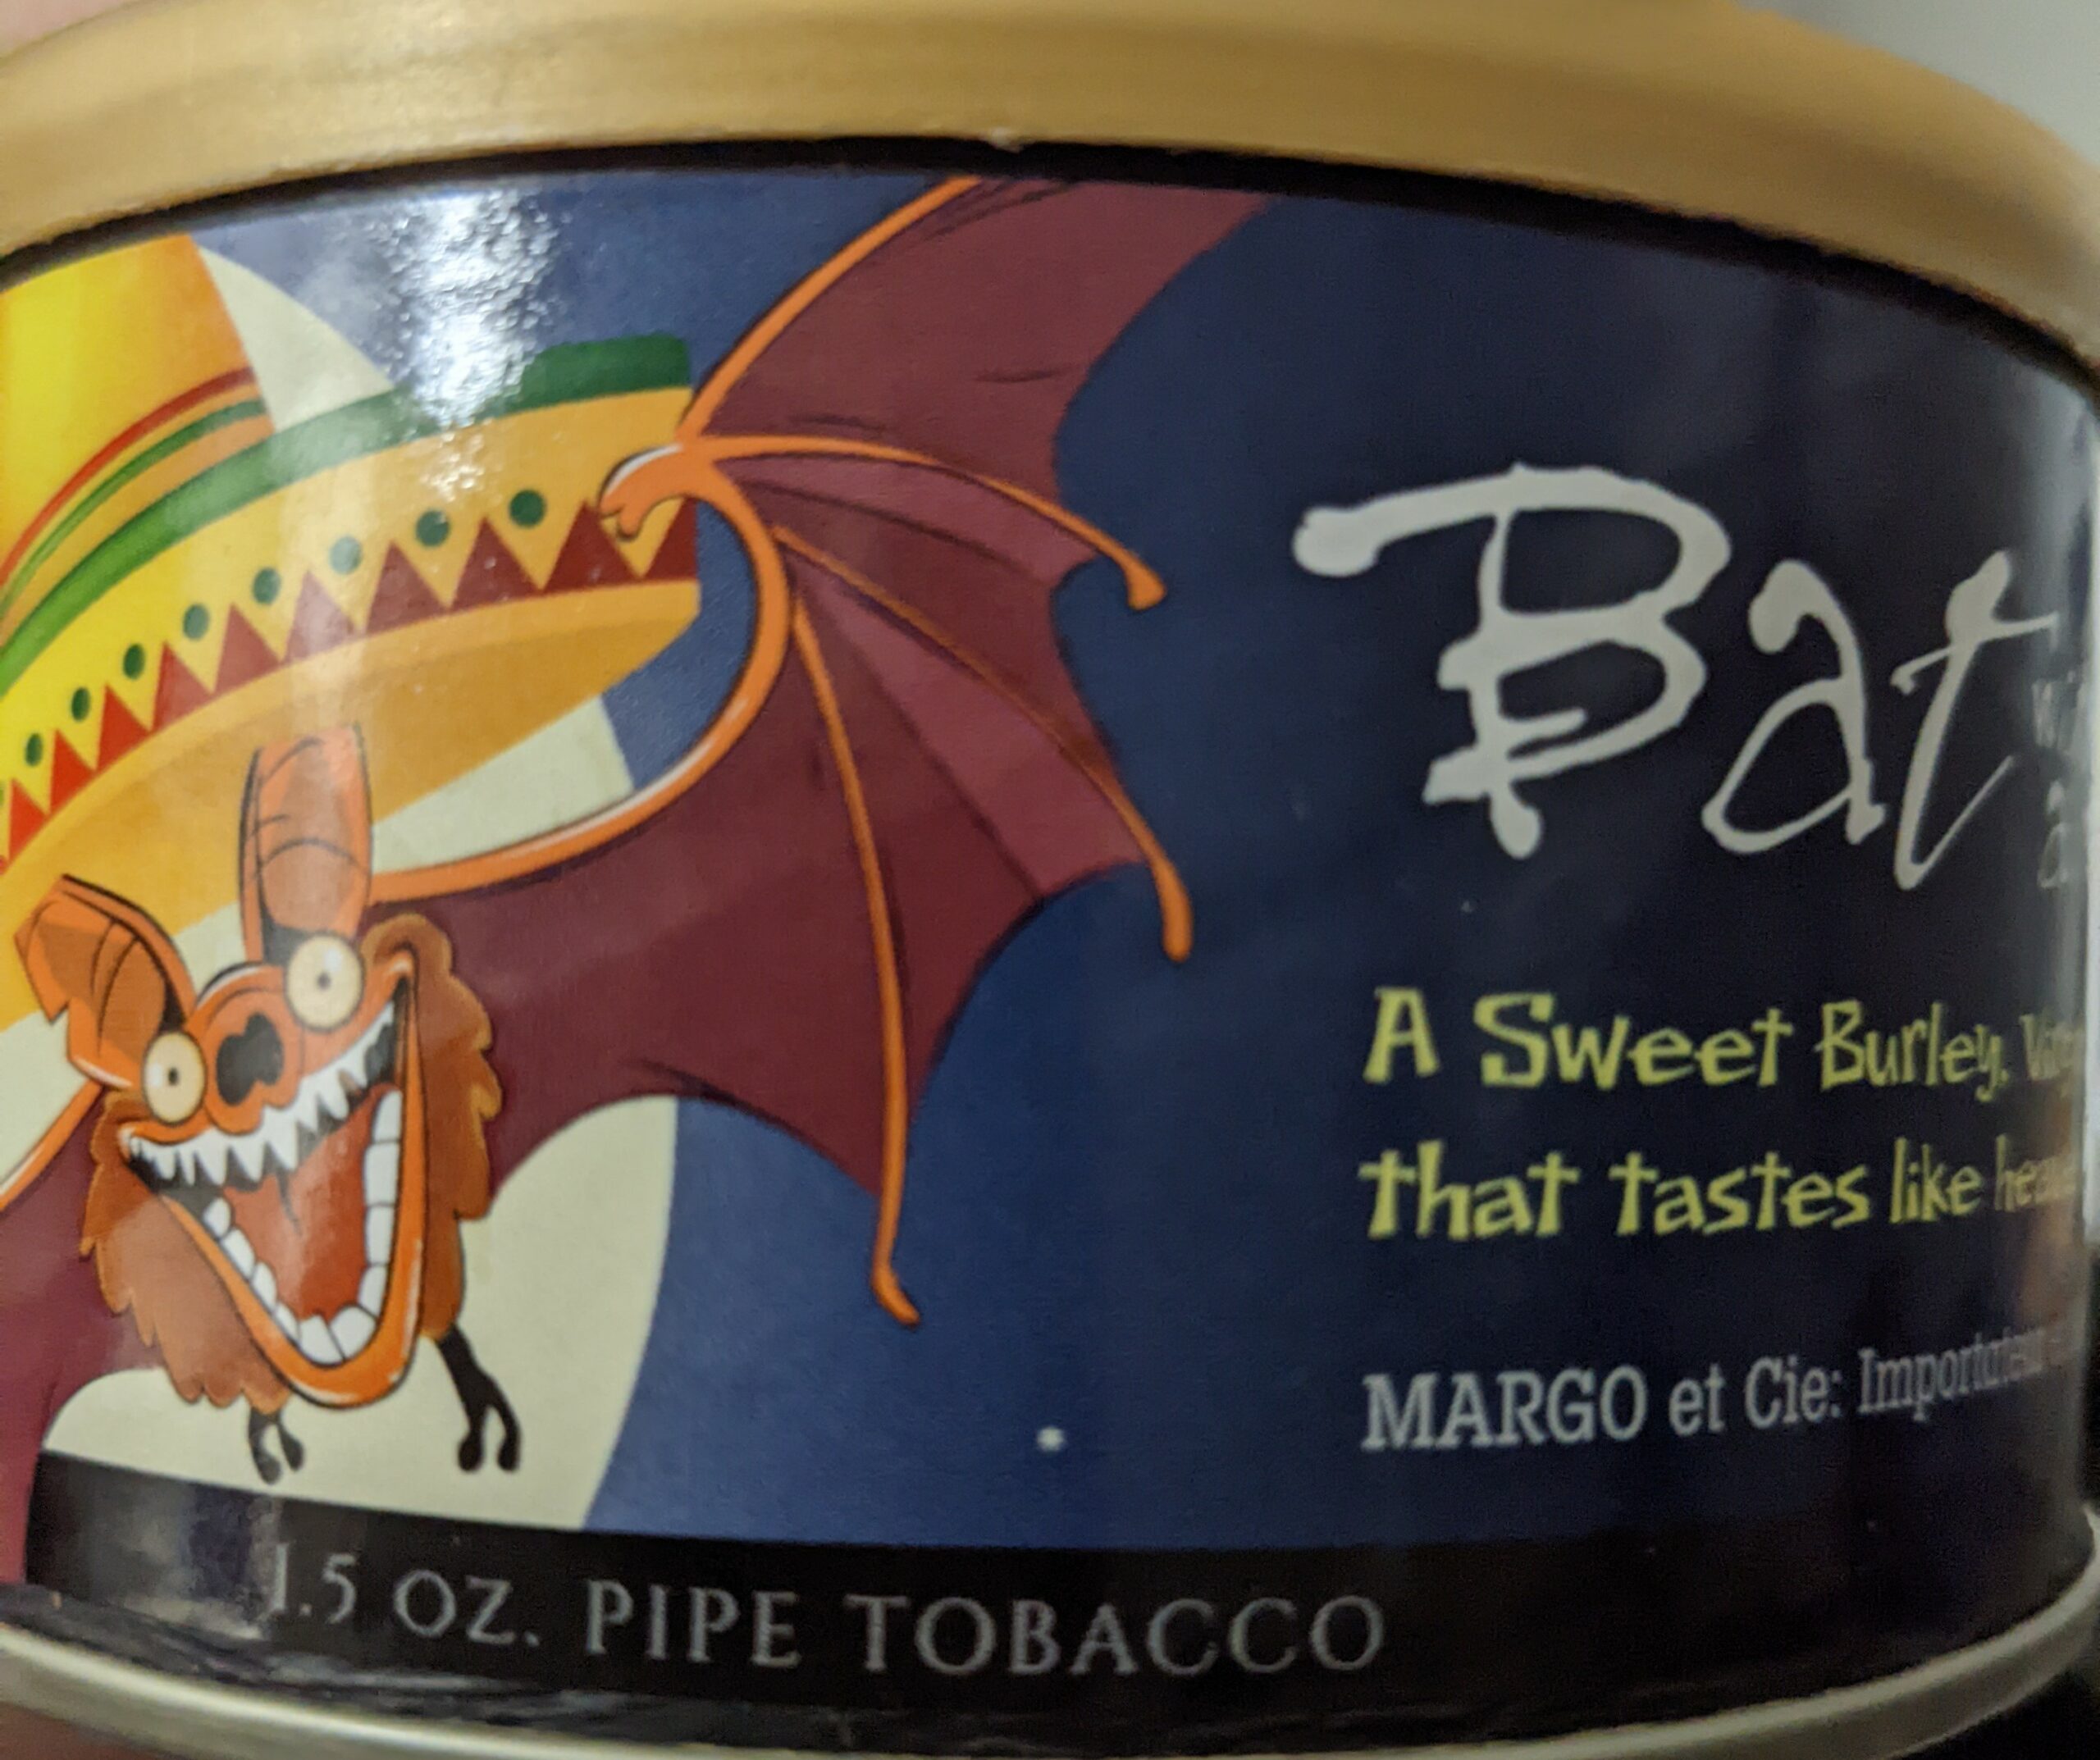 Bat
A Sweet Burley,
that tastes like
MARGO et Cie:
1.5 OZ. PIPE TOBACCO